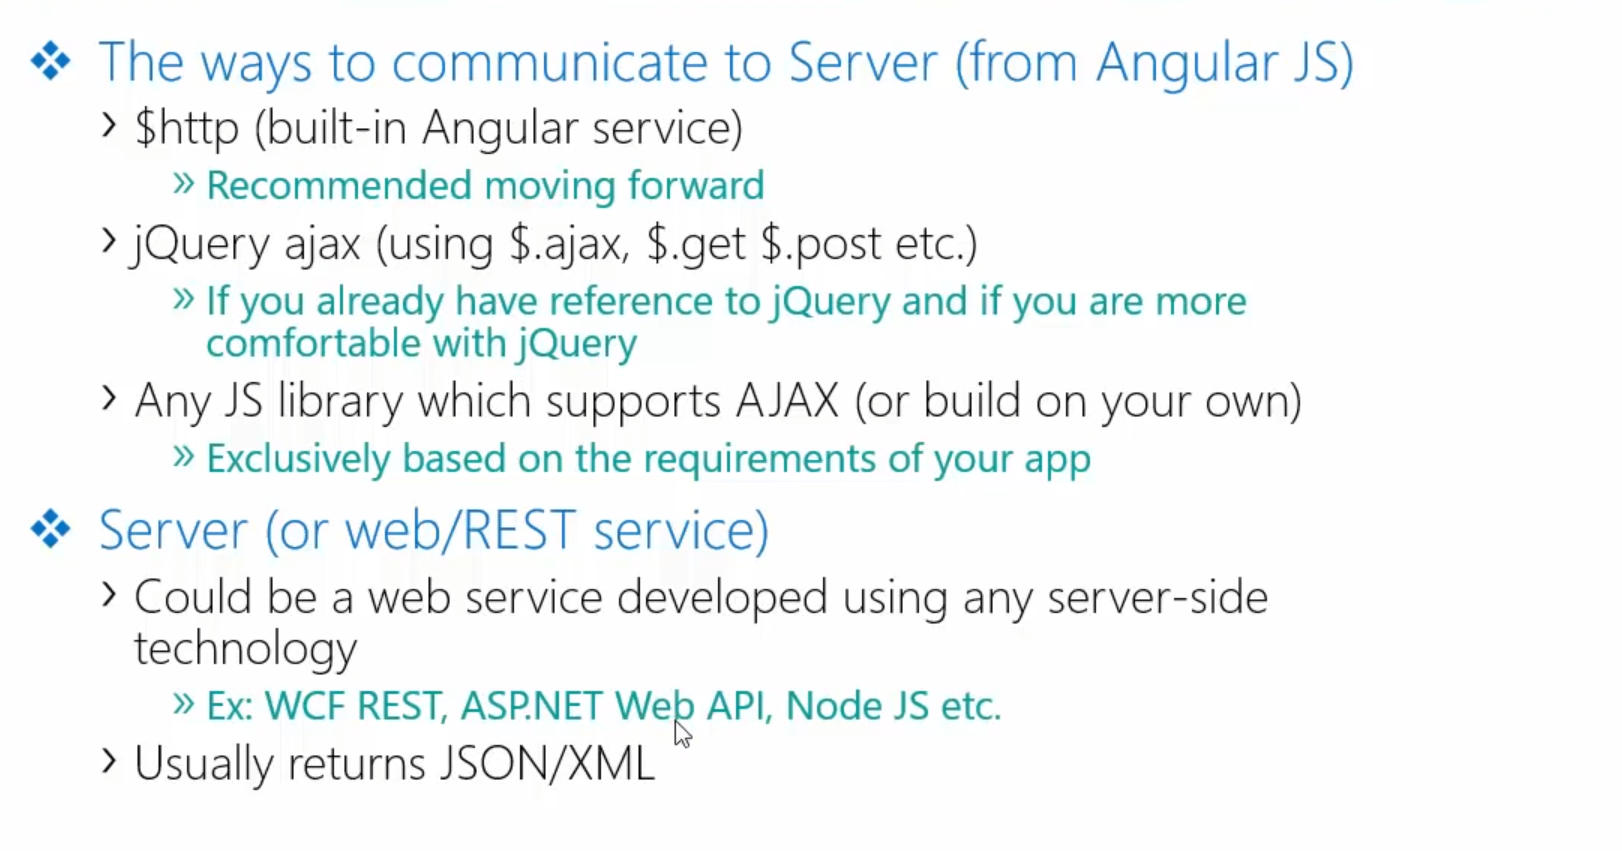 The ways to communicate to Server (from Angular JS)
$http (built-in Angular service)
Recommended moving forward
jQuery ajax (using $.ajax, $.get $.post etc.)
If you already have reference to jQuery and if you are more
comfortable with jQuery
Any JS library which supports AJAX (or build on your own)
Exclusively based on the requirements of your app
Server (or web/REST service)
Could be a web service developed using any server-side
technology
Ex: WCF REST, ASP.NET Web API, Node JS etc.
Usually returns JSON/XML